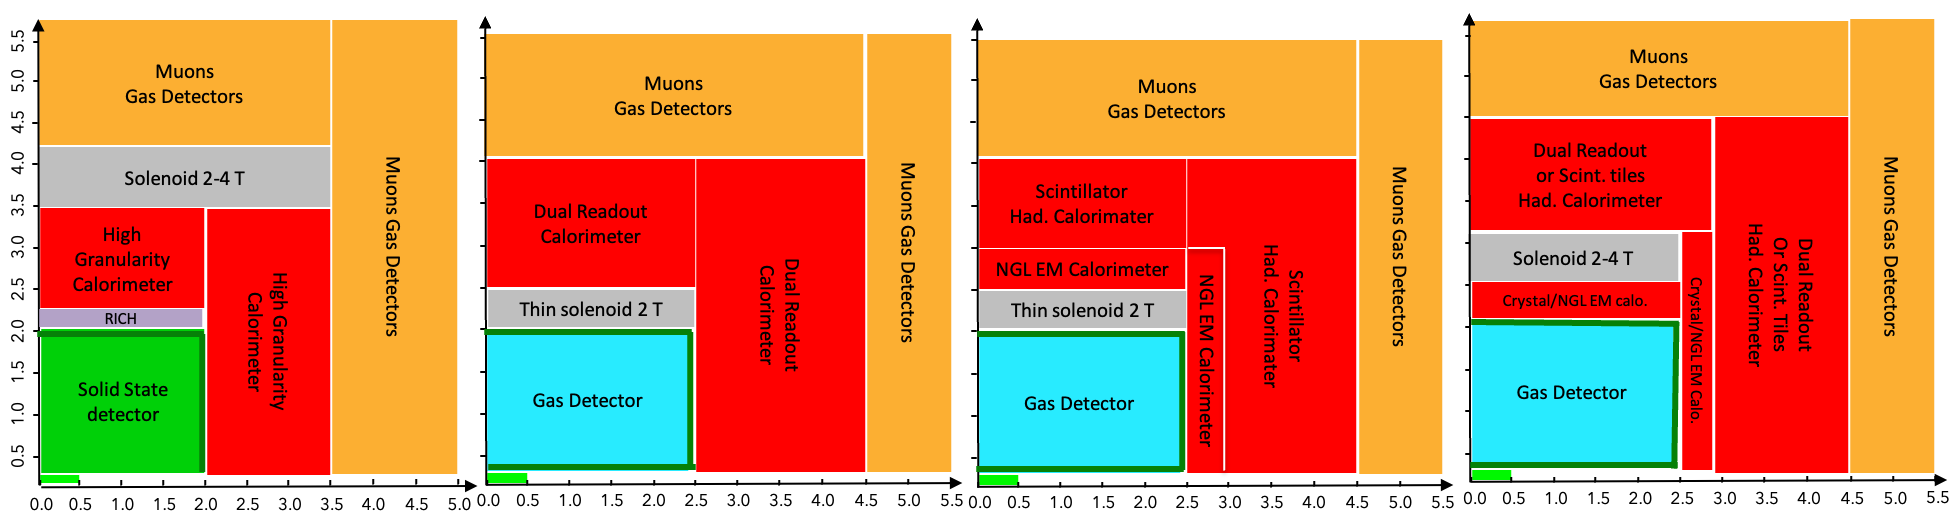 Muons
Gas Detectors
Solenoid 2-4 T
High
Granularity
Calorimeter
RICH
Solid State
detector
High Granularity
Calorimeter
Muons Gas Detectors
5.5
5.0
4.5
4.0
3.5
3.0
2.5
2.0
1.5
1.0
0.5
0.0 0.5 1.0 1.5 2.0 2.5 3.0 3.5 4.0 4.5 5.0
Muons
Gas Detectors
Dual Readout
Calorimeter
Thin solenoid 2 T
Gas Detector
Dual Readout
Calorimeter
Muons Gas Detectors
0.0 0.5 1.0 1.5 2.0 2.5 3.0 3.5 4.0 4.5 5.0 5.5
Muons
Gas Detectors
Scintillator
Had. Calorimater
NGL EM Calorimeter
Thin solenoid 2 T
Gas Detector
NGL EM Calorimeter
Scintillator
Had. Calorimater
Muons Gas Detectors
0.0 0.5 1.0 1.5 2.0 2.5 3.0 3.5 4.0 4.5 5.0 5.5
Muons
Gas Detectors
Dual Readout
or Scint. tiles
Had. Calorimeter
Solenoid 2-4 T
Crystal/NGL EM calo.
Gas Detector
Crystal/NGL EM Calo.
Dual Readout
Or Scint. Tiles
Had. Calorimeter
Muons Gas Detectors
0.0 0.5 1.0 1.5 2.0 2.5 3.0 3.5 4.0 4.5 5.0 5.5